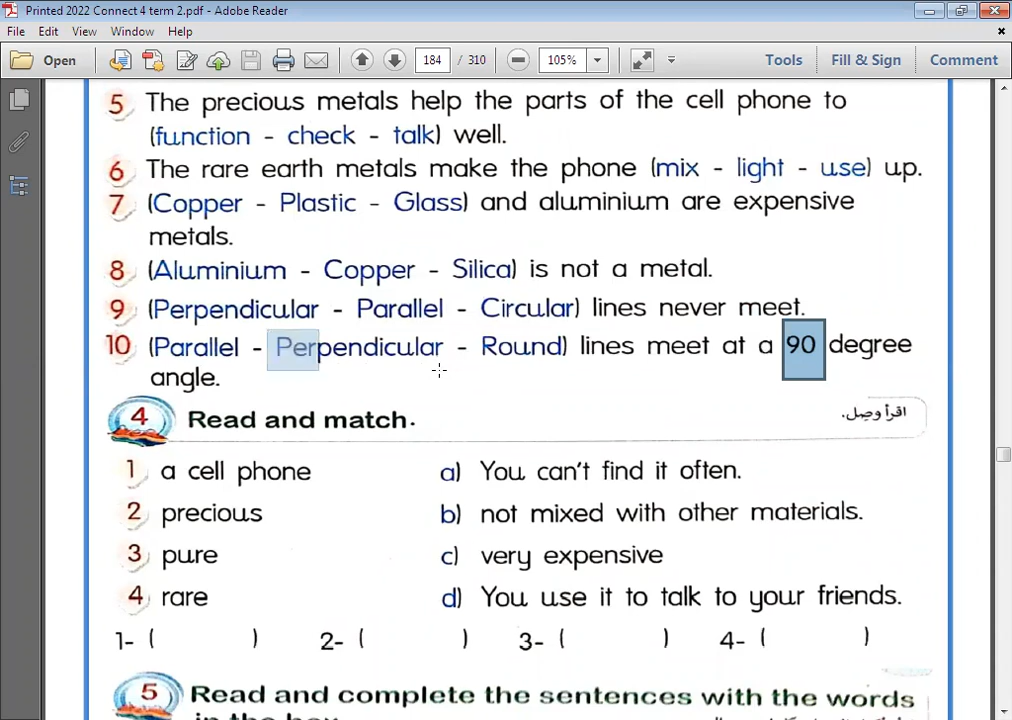 Printed 2022 Connect 4 term 2.pdf - Adobe Reader
File Edit View Window Help
Open 184 / 310 105% Tools Fill & Sign Comment
5 The precious metals help the parts of the cell phone to
(function - check - talk) well.
6 The rare earth metals make the phone (mix - light - use) up.
7 (Copper - Plastic - Glass) and aluminium are expensive
metals.
8 (Aluminium - Copper - Silica) is not a metal.
9 (Perpendicular - Parallel - Circular) lines never meet.
10 (Parallel - Perpendicular - Round) lines meet at a 90 degree
angle.
4 Read and match. اقرأ وصِل.
1 a cell phone a) You can't find it often.
2 precious b) not mixed with other materials.
3 pure c) very expensive
4 rare d) You use it to talk to your friends.
1- ( ) 2- ( ) 3- ( ) 4- ( )
5 Read and complete the sentences with the words
in the box.